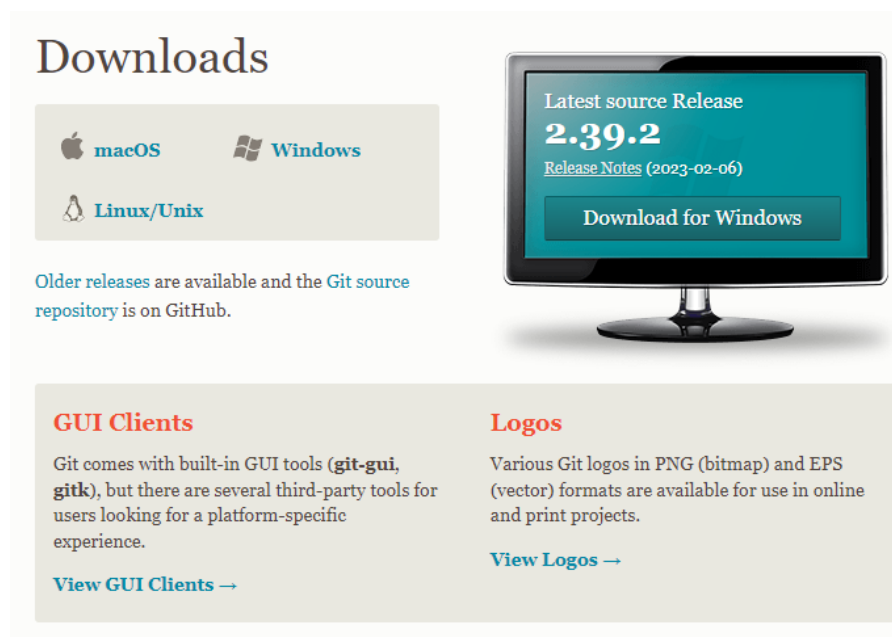 Downloads
macOS
Windows
Linux/Unix
Older releases are available and the Git source
repository is on GitHub.
Latest source Release
2.39.2
Release Notes (2023-02-06)
Download for Windows
GUI Clients
Git comes with built-in GUI tools (git-gui,
gitk), but there are several third-party tools for
users looking for a platform-specific
experience.
View GUI Clients →
Logos
Various Git logos in PNG (bitmap) and EPS
(vector) formats are available for use in online
and print projects.
View Logos →